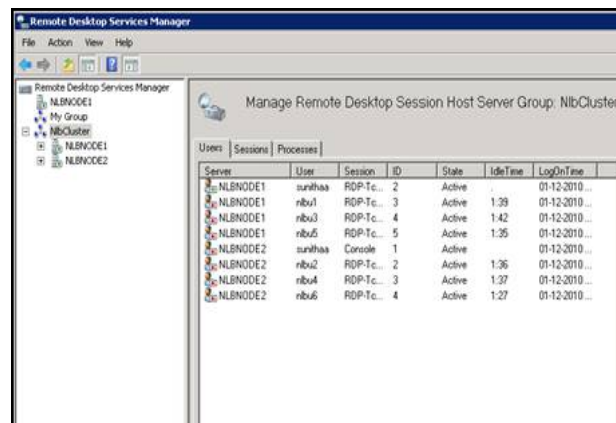 Remote Desktop Services Manager
File Action View Help
Remote Desktop Services Manager
NLBNODE1
My Group
NlbCluster
NLBNODE1
NLBNODE2
Manage Remote Desktop Session Host Server Group: NlbCluster
Users Sessions Processes
Server User Session ID State IdleTime LogOnTime
NLBNODE1 sunithaa RDP-Tc... 2 Active . 01-12-2010 ...
NLBNODE1 nlbu1 RDP-Tc... 3 Active 1:39 01-12-2010 ...
NLBNODE1 nlbu3 RDP-Tc... 4 Active 1:42 01-12-2010 ...
NLBNODE1 nlbu5 RDP-Tc... 5 Active 1:35 01-12-2010 ...
NLBNODE2 sunithaa Console 1 Active 01-12-2010 ...
NLBNODE2 nlbu2 RDP-Tc... 2 Active 1:36 01-12-2010 ...
NLBNODE2 nlbu4 RDP-Tc... 3 Active 1:37 01-12-2010 ...
NLBNODE2 nlbu6 RDP-Tc... 4 Active 1:27 01-12-2010 ...